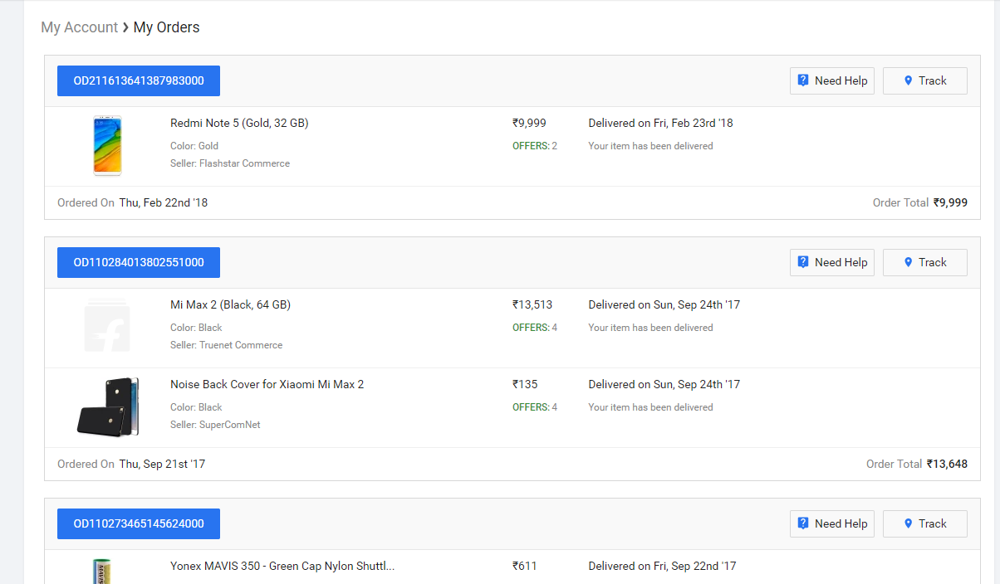 My Account › My Orders
OD211613641387983000
Need Help
Track
Redmi Note 5 (Gold, 32 GB)
₹9,999
Delivered on Fri, Feb 23rd '18
Color: Gold
OFFERS: 2
Your item has been delivered
Seller: Flashstar Commerce
Ordered On Thu, Feb 22nd '18
Order Total ₹9,999
OD110284013802551000
Need Help
Track
Mi Max 2 (Black, 64 GB)
₹13,513
Delivered on Sun, Sep 24th '17
Color: Black
OFFERS: 4
Your item has been delivered
Seller: Truenet Commerce
Noise Back Cover for Xiaomi Mi Max 2
₹135
Delivered on Sun, Sep 24th '17
Color: Black
OFFERS: 4
Your item has been delivered
Seller: SuperComNet
Ordered On Thu, Sep 21st '17
Order Total ₹13,648
OD110273465145624000
Need Help
Track
MAVIS
Yonex MAVIS 350 - Green Cap Nylon Shuttl...
₹611
Delivered on Fri, Sep 22nd '17